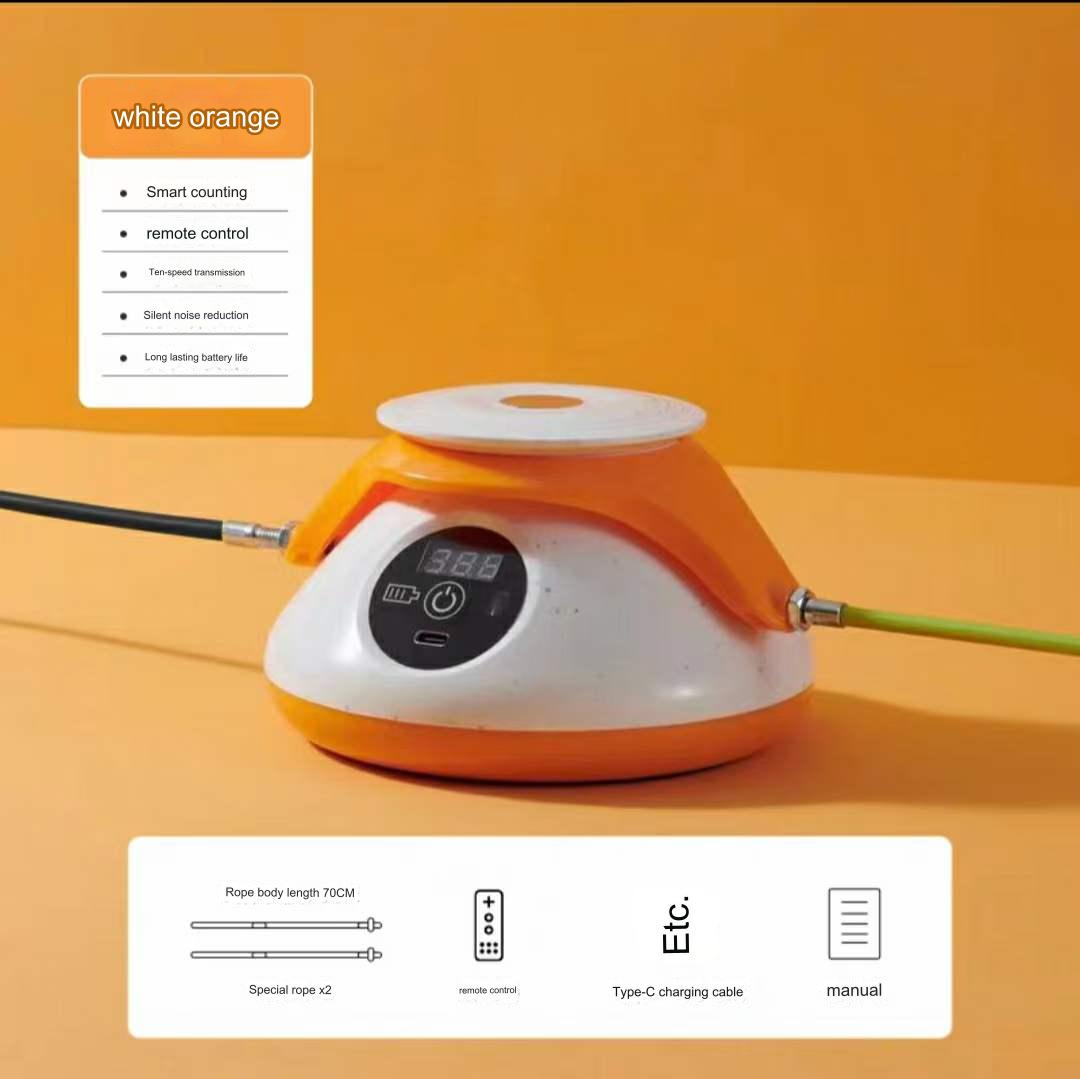 white orange
Smart counting
remote control
Ten-speed transmission
Silent noise reduction
Long lasting battery life
Rope body length 70CM
Special rope x2
remote control
Etc.
Type-C charging cable
manual